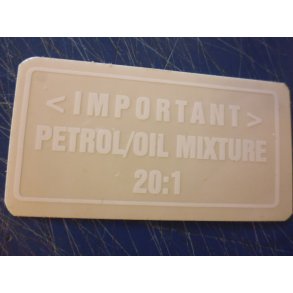 <IMPORTANT>
PETROL/OIL MIXTURE
20:1